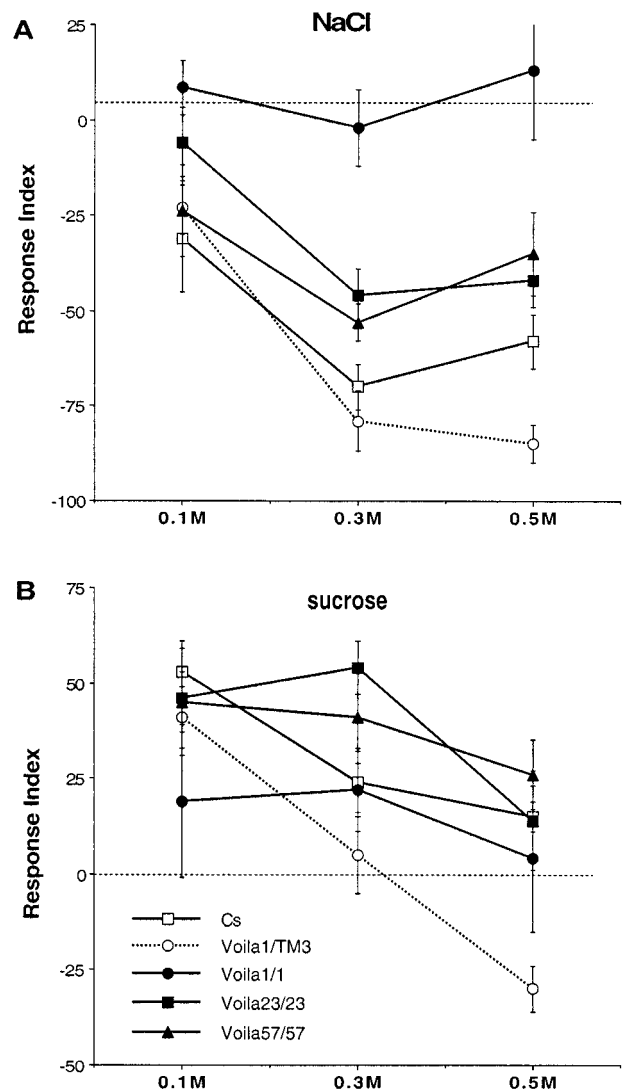 A
NaCl
25
0
-25
-50
-75
-100
Response Index
0.1M 0.3M 0.5M
B
sucrose
75
50
25
0
-25
-50
Response Index
Cs
Voila1/TM3
Voila1/1
Voila23/23
Voila57/57
0.1M 0.3M 0.5M